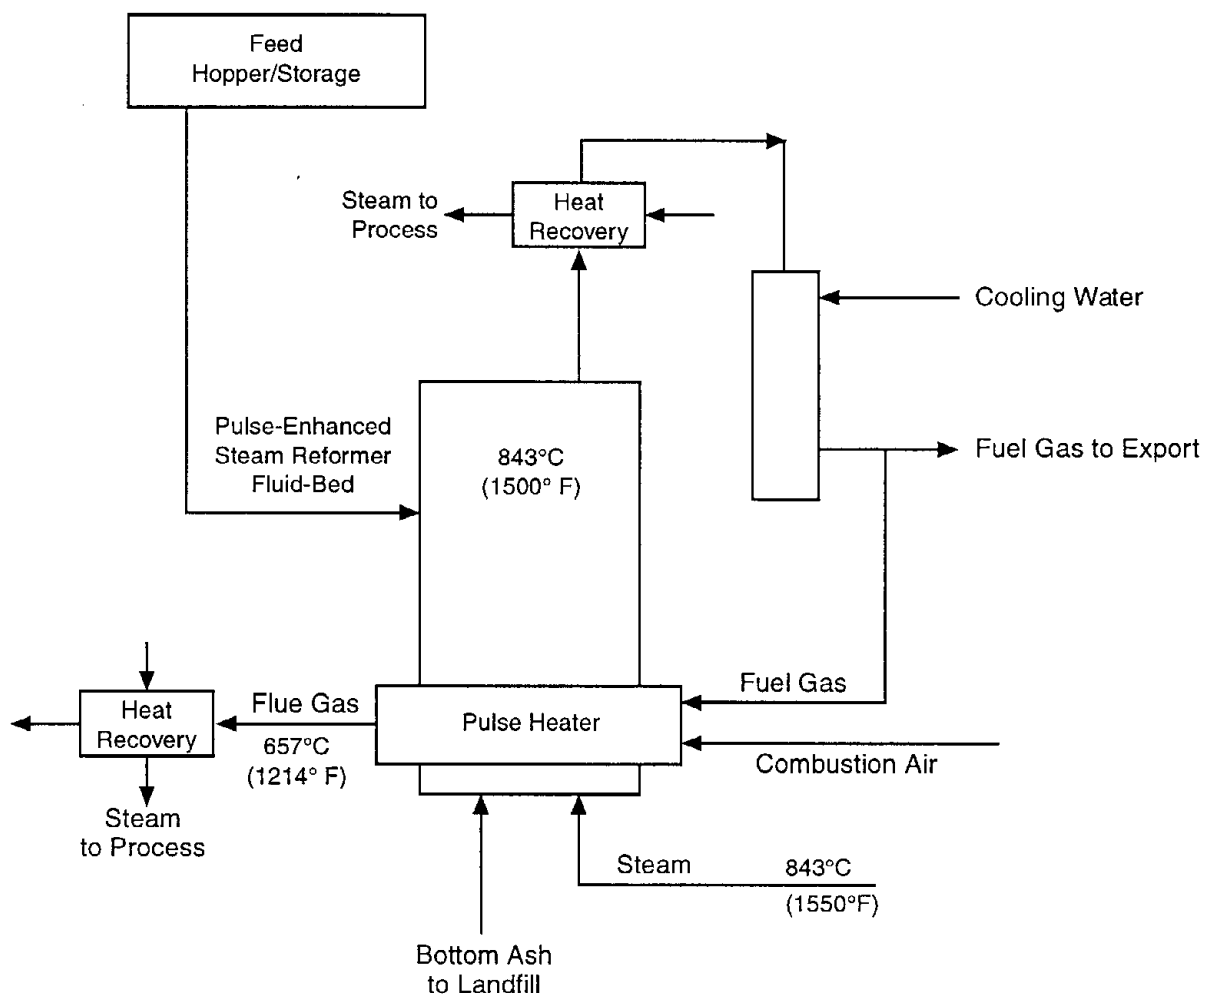 Feed
Hopper/Storage
Steam to
Process
Heat
Recovery
Cooling Water
Pulse-Enhanced
Steam Reformer
Fluid-Bed
843°C
(1500° F)
Fuel Gas to Export
Heat
Recovery
Flue Gas
657°C
(1214° F)
Pulse Heater
Fuel Gas
Combustion Air
Steam
to Process
Steam
843°C
(1550°F)
Bottom Ash
to Landfill